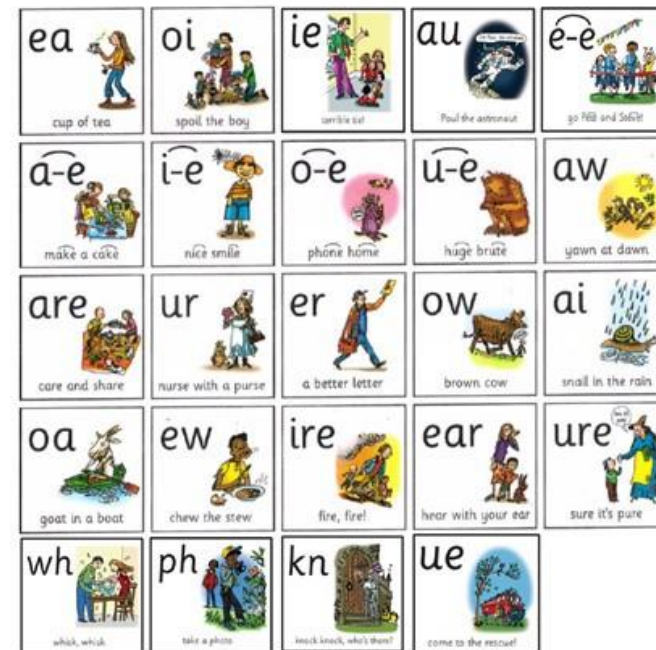 ea
cup of tea
oi
spoil the boy
ie
terrible tie!
au
Paul the astronaut
e-e
go Pete and Steve!
a-e
make a cake
i-e
nice smile
o-e
phone home
u-e
huge brute
aw
yawn at dawn
are
care and share
ur
nurse with a purse
er
a better letter
ow
brown cow
ai
snail in the rain
oa
goat in a boat
ew
chew the stew
ire
fire, fire!
ear
hear with your ear
ure
sure it's pure
wh
whisk, whisk
ph
take a photo
kn
knock knock, who's there?
ue
come to the rescue!